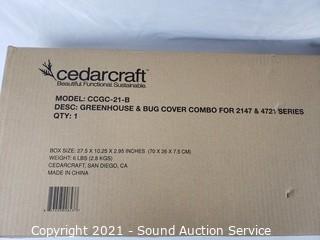 cedarcraft
Beautiful. Functional. Sustainable.
MODEL: CCGC-21-B
DESC: GREENHOUSE & BUG COVER COMBO FOR 2147 & 4721 SERIES
QTY: 1
BOX SIZE: 27.5 X 10.25 X 2.95 INCHES (70 X 26 X 7.5 CM)
WEIGHT: 6 LBS (2.8 KGS)
CEDARCRAFT, SAN DIEGO, CA
MADE IN CHINA
Copyright 2021 - Sound Auction Service